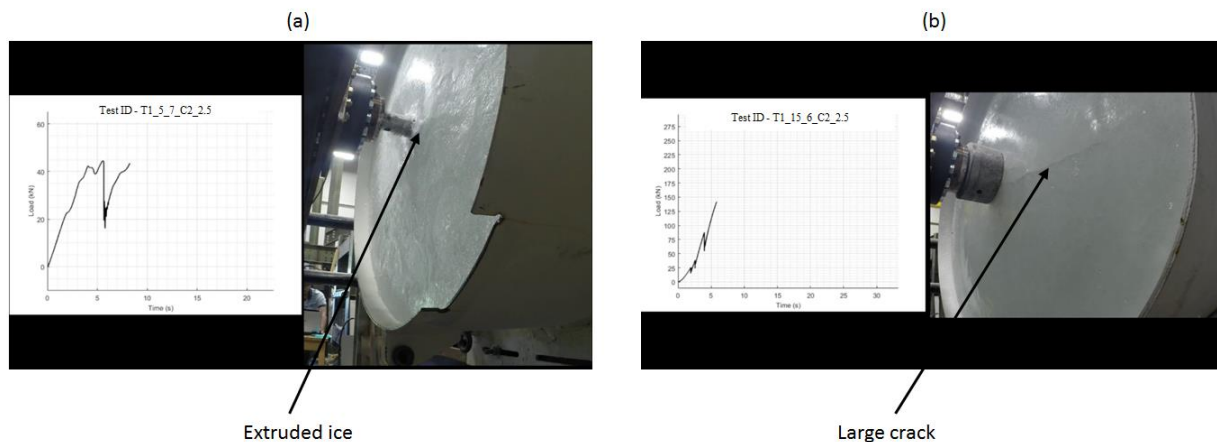 (a)
(b)
Test ID - T1_5_7_C2_2.5
60
40
20
0
Load (kN)
0 5 10 15 20
Time (s)
Test ID - T1_15_6_C2_2.5
275
250
225
200
175
150
125
100
75
50
25
0
Load (kN)
0 5 10 15 20 25 30
Time (s)
Extruded ice
Large crack